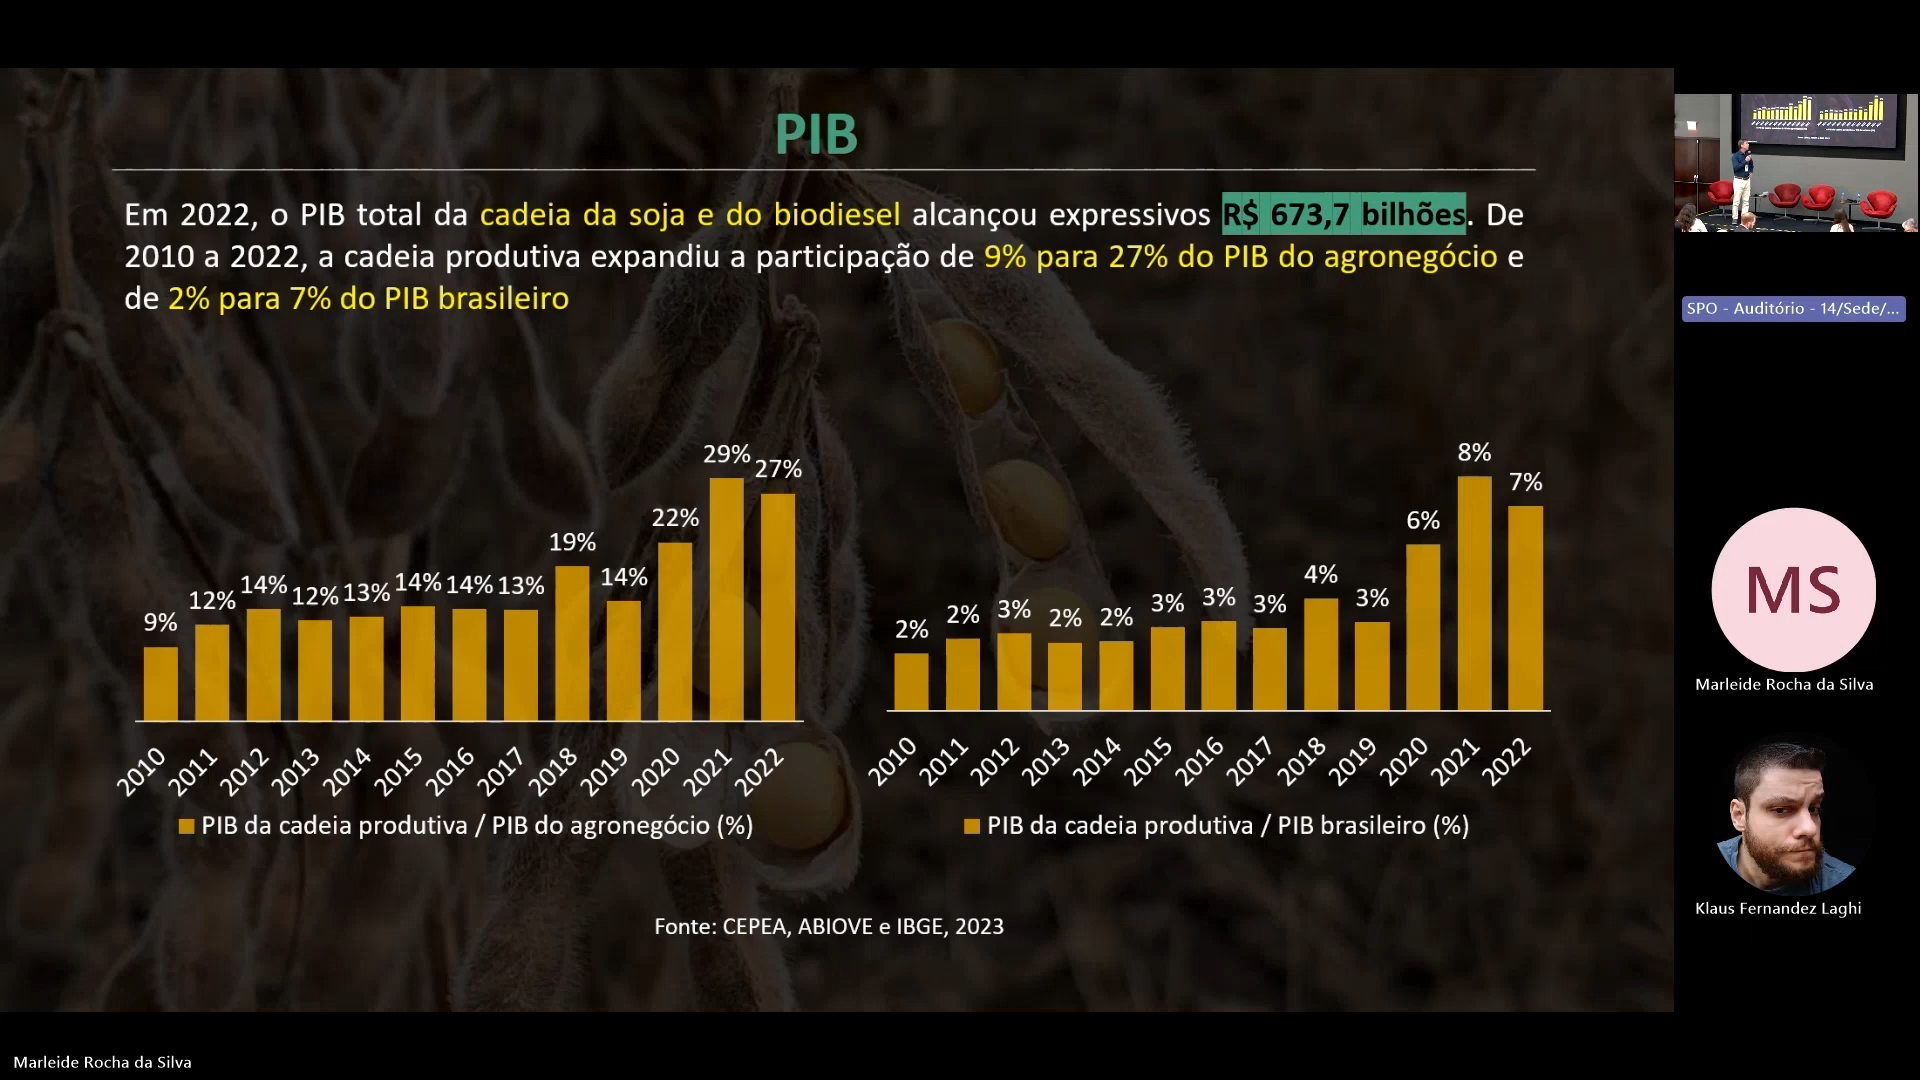 PIB
Em 2022, o PIB total da cadeia da soja e do biodiesel alcançou expressivos R$ 673,7 bilhões. De
2010 a 2022, a cadeia produtiva expandiu a participação de 9% para 27% do PIB do agronegócio e
de 2% para 7% do PIB brasileiro
9% 12% 14% 12% 13% 14% 14% 13% 19% 14% 22% 29% 27%
2010 2011 2012 2013 2014 2015 2016 2017 2018 2019 2020 2021 2022
PIB da cadeia produtiva / PIB do agronegócio (%)
2% 2% 3% 2% 2% 3% 3% 3% 4% 3% 6% 8% 7%
2010 2011 2012 2013 2014 2015 2016 2017 2018 2019 2020 2021 2022
PIB da cadeia produtiva / PIB brasileiro (%)
Fonte: CEPEA, ABIOVE e IBGE, 2023
SPO - Auditório - 14/Sede/...
MS
Marleide Rocha da Silva
Klaus Fernandez Laghi
Marleide Rocha da Silva